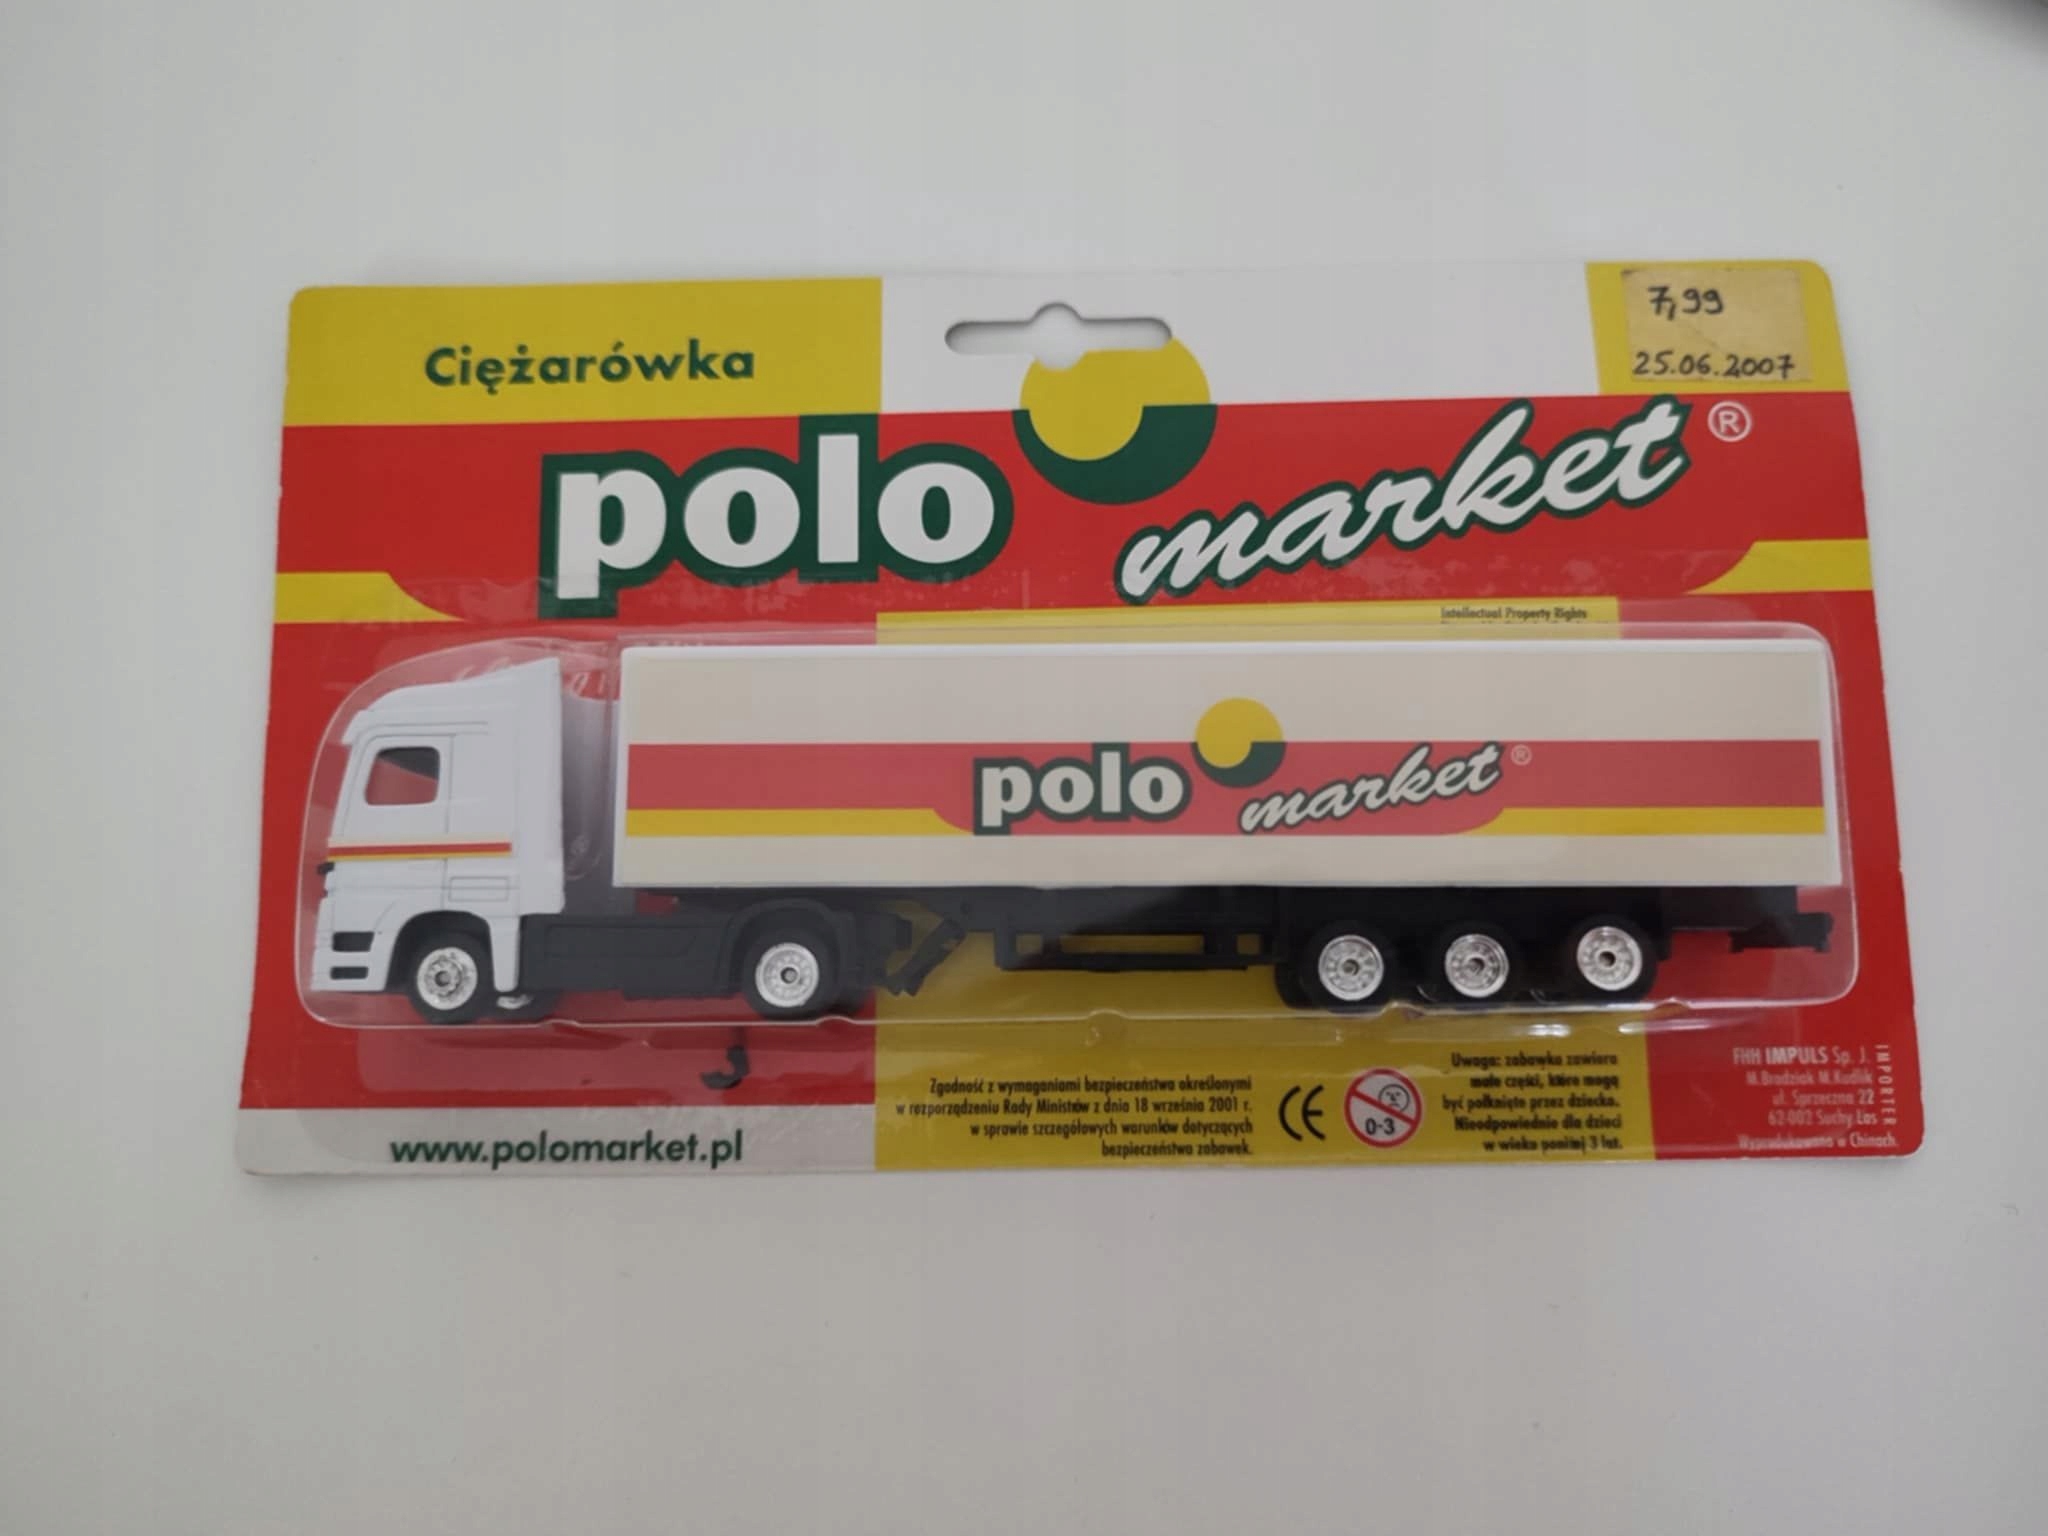 7,99
25.06.2007
Ciężarówka
polo market ®
Intellectual Property Rights
polo market ®
www.polomarket.pl
Zgodność z wymaganiami bezpieczeństwa określonymi
w rozporządzeniu Rady Ministrów z dnia 18 września 2001 r.
w sprawie szczegółowych warunków dotyczących
bezpieczeństwa zabawek.
CE
0-3
Uwaga: zabawka zawiera
małe części, które mogą
być połknięte przez dziecko.
Nieodpowiednie dla dzieci
w wieku poniżej 3 lat.
FHH IMPULS Sp. J.
M.Brodziak M.Kudlik
ul. Sprzeczna 22
62-002 Suchy Las
Wyprodukowano w Chinach.
IMPORTER